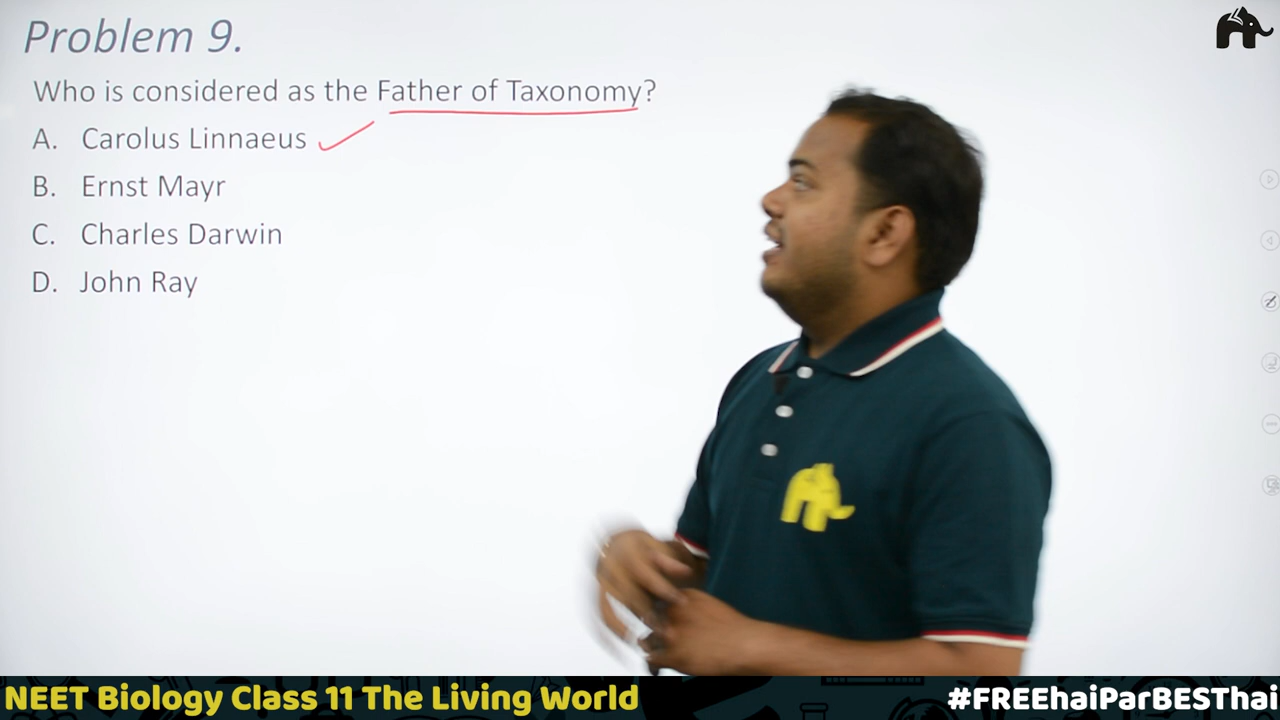 Problem 9.
Who is considered as the Father of Taxonomy?
A. Carolus Linnaeus
B. Ernst Mayr
C. Charles Darwin
D. John Ray
NEET Biology Class 11 The Living World
#FREEhaiParBESThai